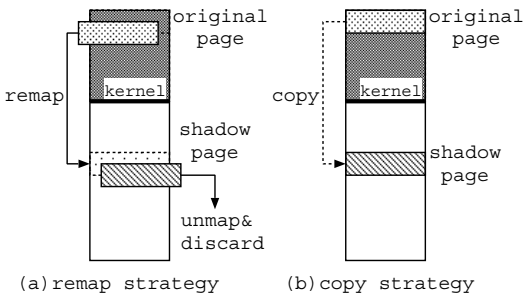 original
page
kernel
remap
shadow
page
unmap&
discard
(a)remap strategy
original
page
kernel
copy
shadow
page
(b)copy strategy